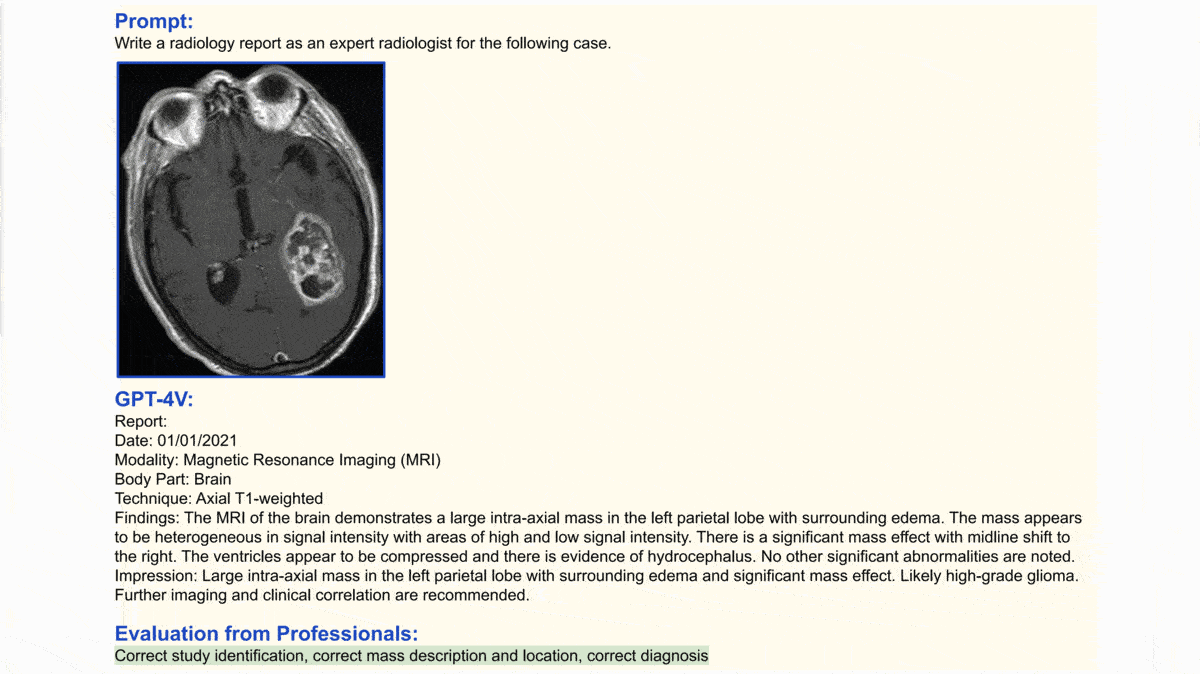 Prompt:
Write a radiology report as an expert radiologist for the following case.
GPT-4V:
Report:
Date: 01/01/2021
Modality: Magnetic Resonance Imaging (MRI)
Body Part: Brain
Technique: Axial T1-weighted
Findings: The MRI of the brain demonstrates a large intra-axial mass in the left parietal lobe with surrounding edema. The mass appears
to be heterogeneous in signal intensity with areas of high and low signal intensity. There is a significant mass effect with midline shift to
the right. The ventricles appear to be compressed and there is evidence of hydrocephalus. No other significant abnormalities are noted.
Impression: Large intra-axial mass in the left parietal lobe with surrounding edema and significant mass effect. Likely high-grade glioma.
Further imaging and clinical correlation are recommended.
Evaluation from Professionals:
Correct study identification, correct mass description and location, correct diagnosis